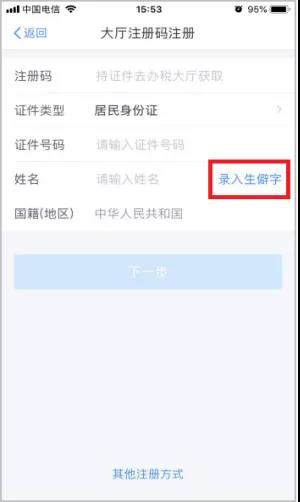 中国电信 15:53 95%
返回 大厅注册码注册
注册码 持证件去办税大厅获取
证件类型 居民身份证
证件号码 请输入证件号码
姓名 请输入姓名 录入生僻字
国籍(地区) 中华人民共和国
下一步
其他注册方式